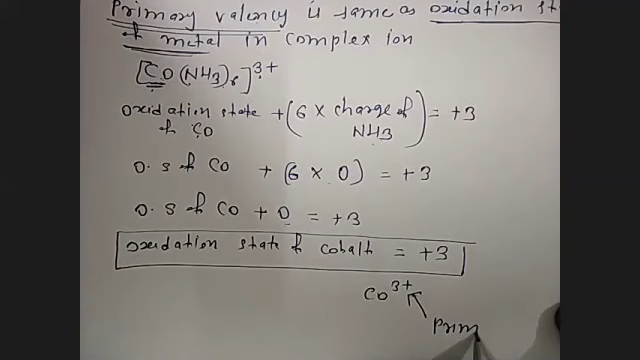 Primary valency is same as oxidation st
of metal in complex ion
[CO(NH3)6]3+
oxidation state + (6 × charge of NH3) = +3
of CO
O.S of CO + (6 × 0) = +3
O.S of CO + 0 = +3
oxidation state of cobalt = +3
Co3+
Prim